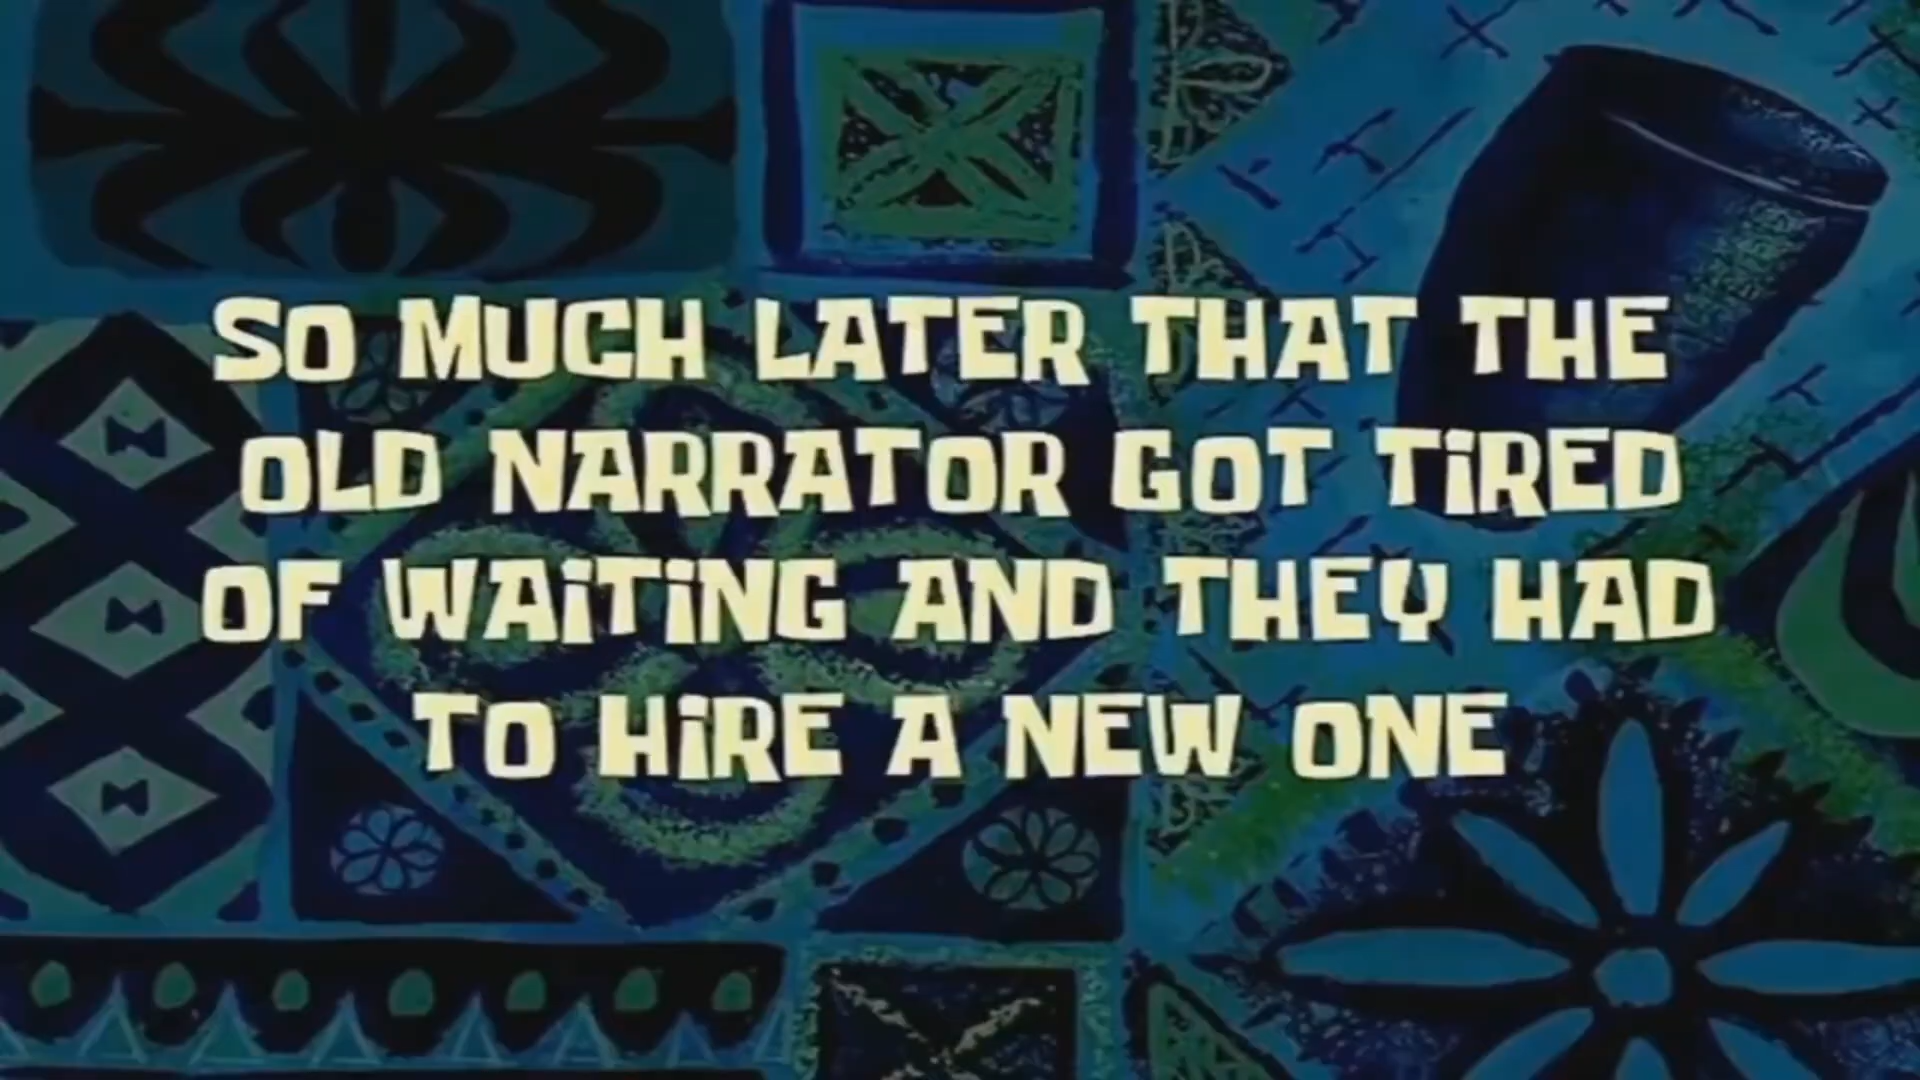 SO MUCH LATER THAT THE
OLD NARRATOR GOT TIRED
OF WAITING AND THEY HAD
TO HIRE A NEW ONE